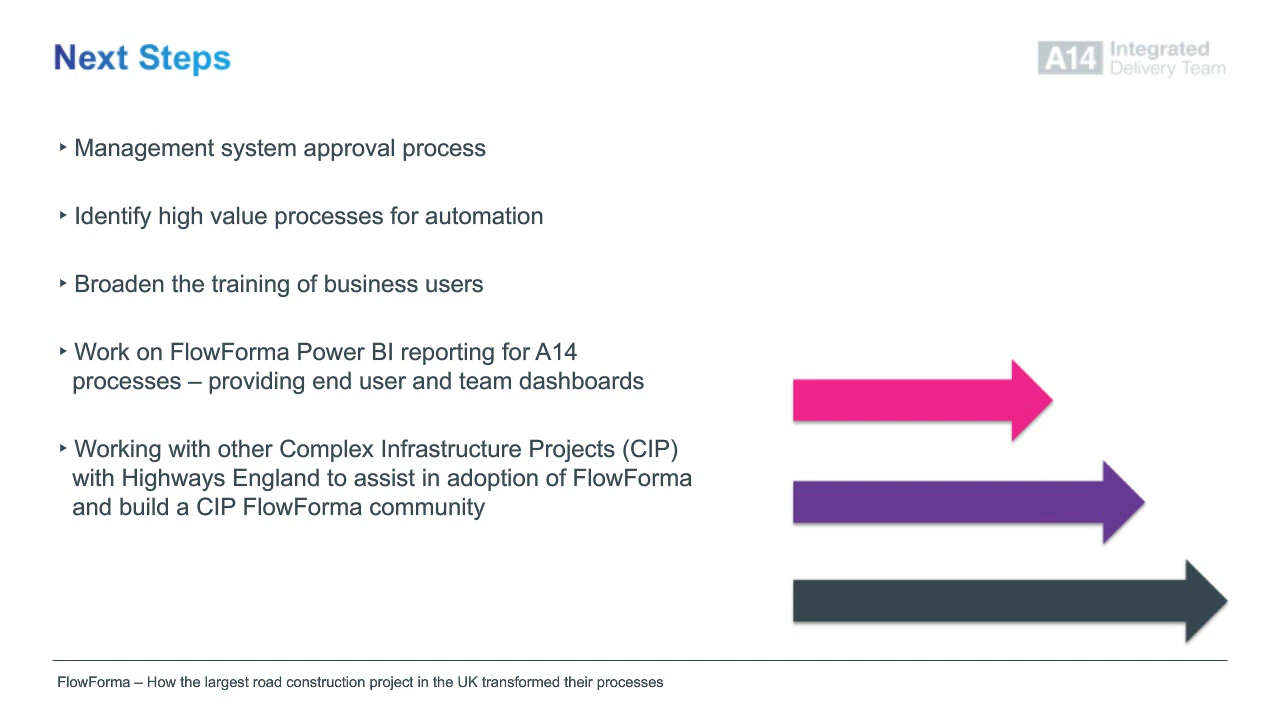 Next Steps
A14 Integrated
Delivery Team
‣ Management system approval process
‣ Identify high value processes for automation
‣ Broaden the training of business users
‣ Work on FlowForma Power BI reporting for A14
processes – providing end user and team dashboards
‣ Working with other Complex Infrastructure Projects (CIP)
with Highways England to assist in adoption of FlowForma
and build a CIP FlowForma community
FlowForma – How the largest road construction project in the UK transformed their processes